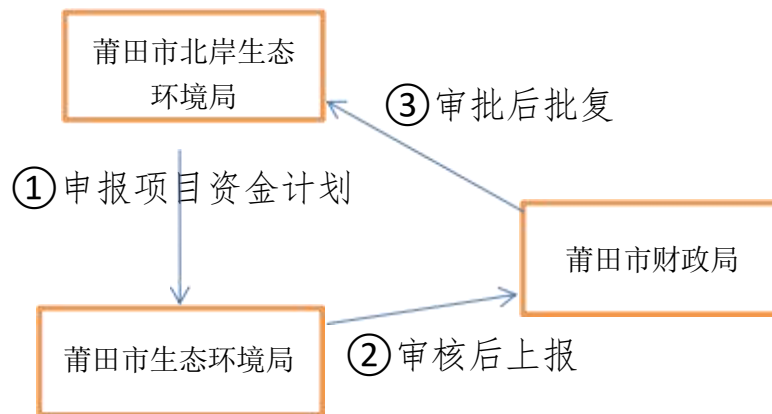 莆田市北岸生态
环境局
③审批后批复
①申报项目资金计划
莆田市财政局
莆田市生态环境局
②审核后上报